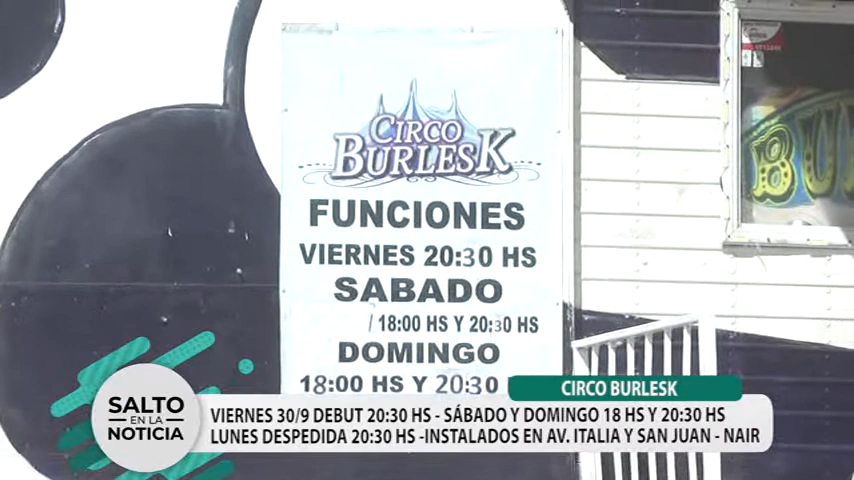 CIRCO
BURLESK
FUNCIONES
VIERNES 20:30 HS
SABADO
/ 18:00 HS Y 20:30 HS
DOMINGO
18:00 HS Y 20:30
BU
CIRCO BURLESK
SALTO
EN LA
NOTICIA
VIERNES 30/9 DEBUT 20:30 HS - SÁBADO Y DOMINGO 18 HS Y 20:30 HS
LUNES DESPEDIDA 20:30 HS -INSTALADOS EN AV. ITALIA Y SAN JUAN - NAIR